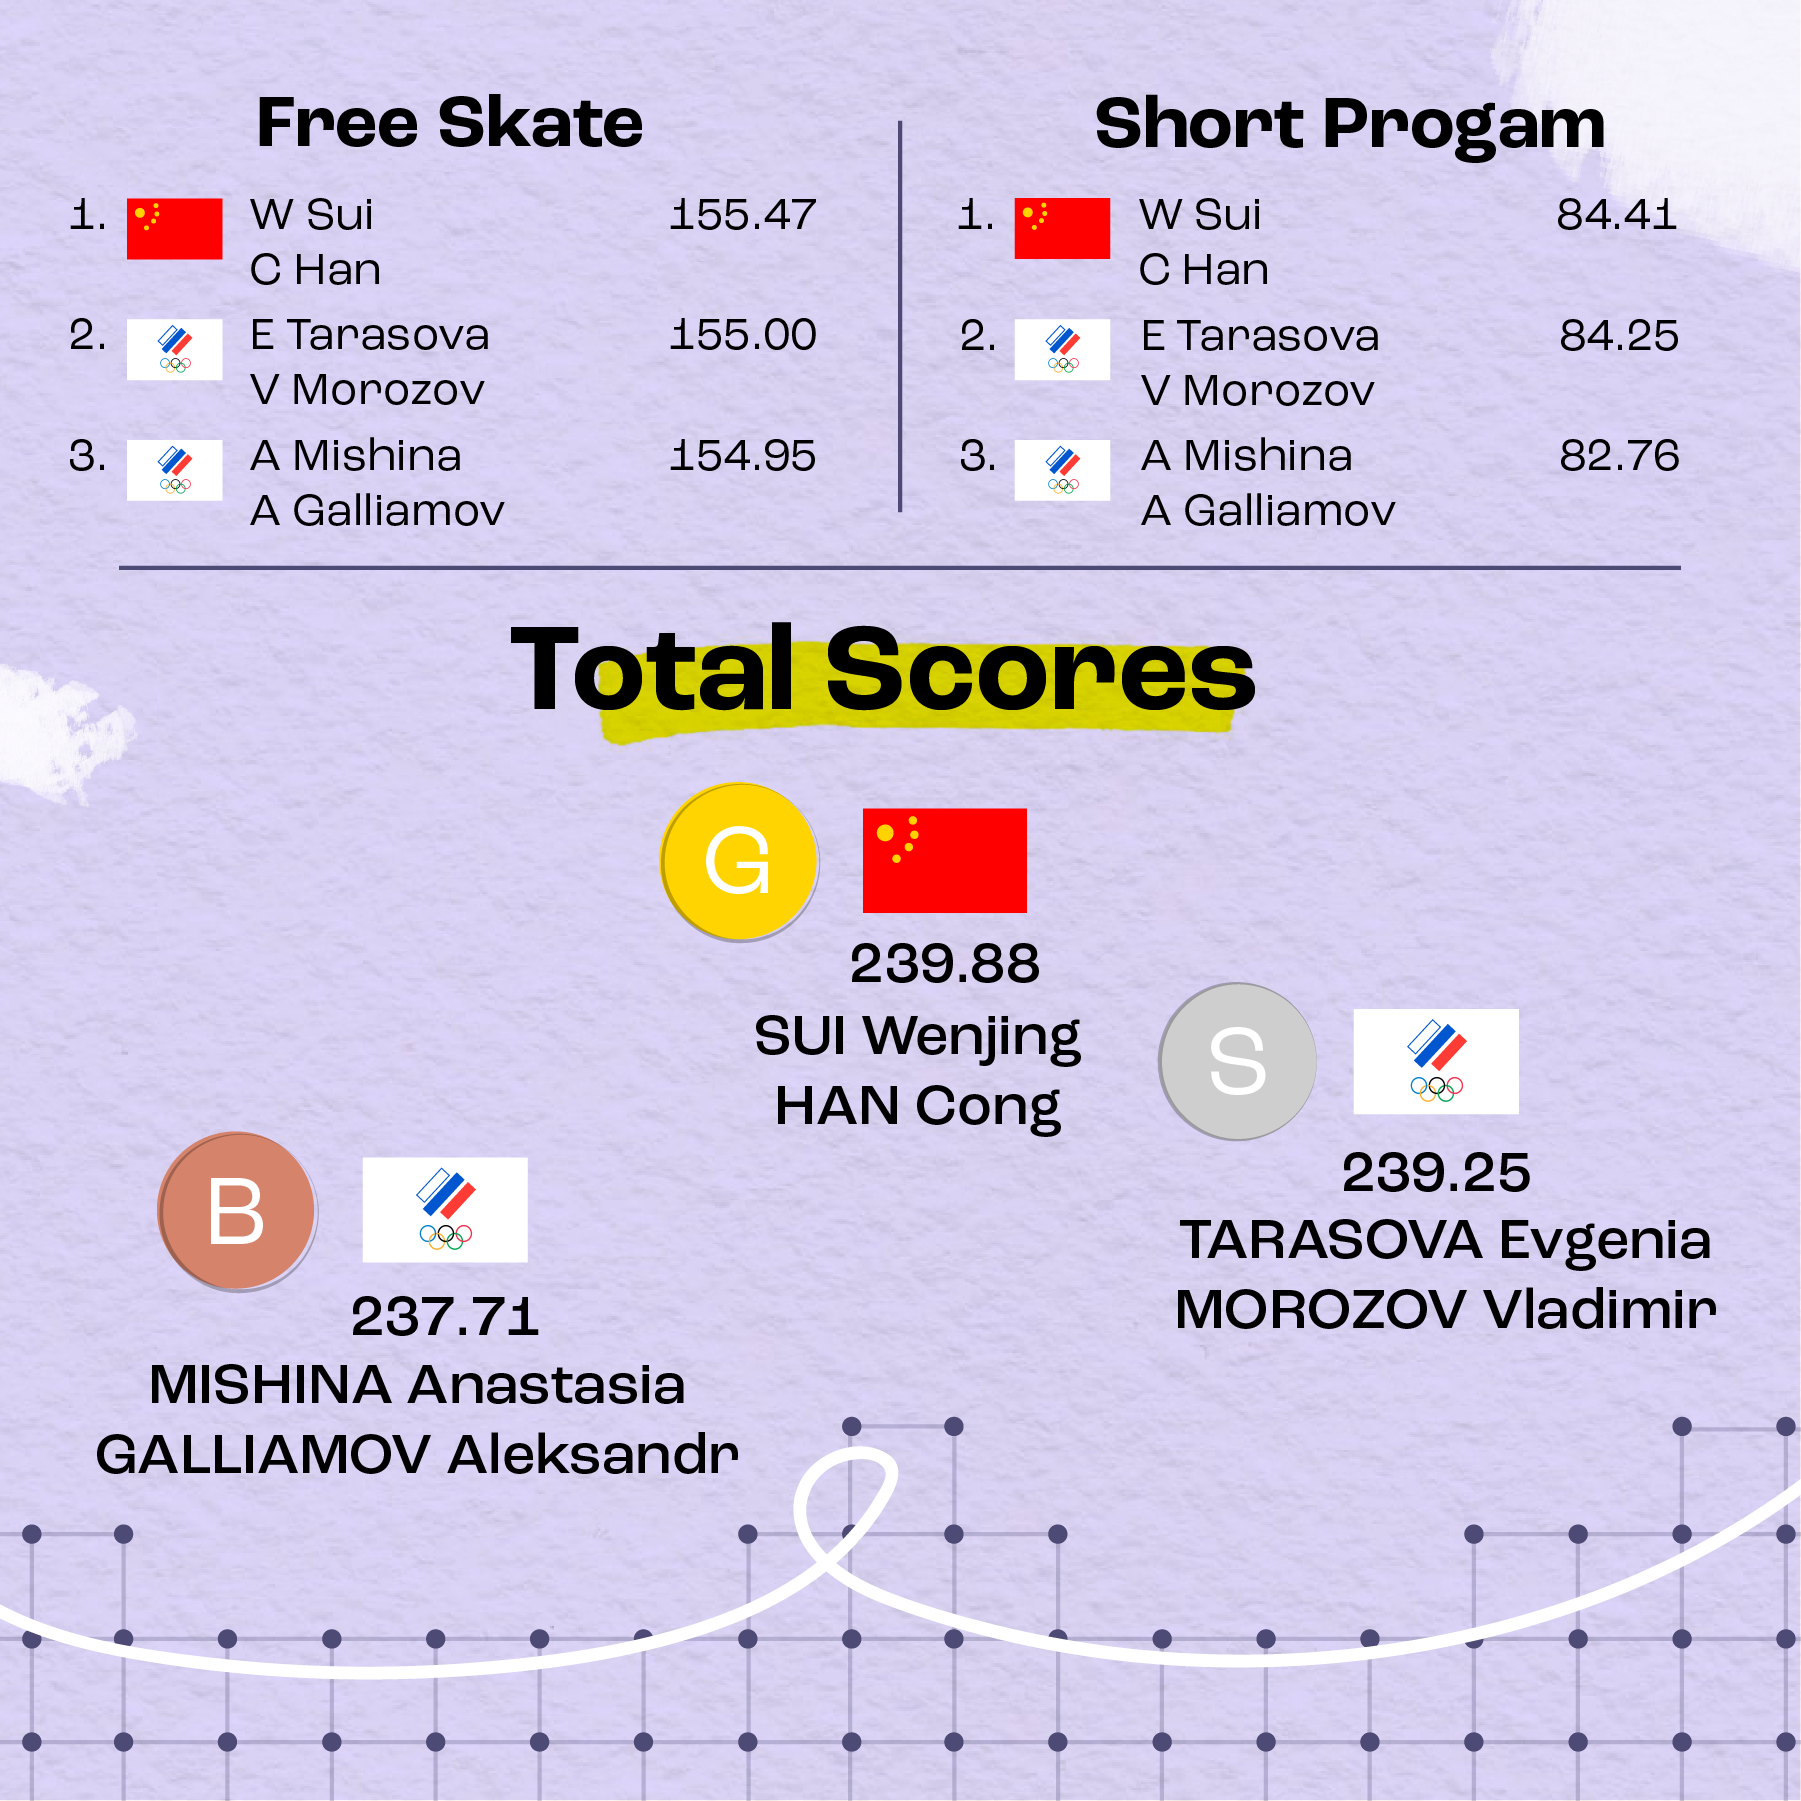 Free Skate
1. W Sui 155.47
C Han
2. E Tarasova 155.00
V Morozov
3. A Mishina 154.95
A Galliamov
Short Progam
1. W Sui 84.41
C Han
2. E Tarasova 84.25
V Morozov
3. A Mishina 82.76
A Galliamov
Total Scores
G
239.88
SUI Wenjing
HAN Cong
S
239.25
TARASOVA Evgenia
MOROZOV Vladimir
B
237.71
MISHINA Anastasia
GALLIAMOV Aleksandr